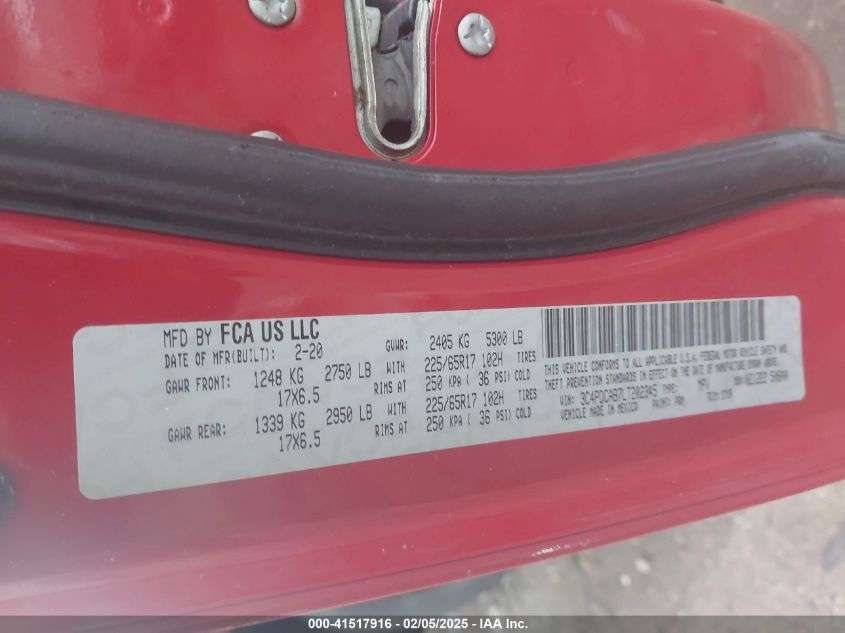 MFD BY FCA US LLC
DATE OF MFR(BUILT): 2-20 GVWR: 2405 KG 5300 LB
GAWR FRONT: 1248 KG 2750 LB WITH 225/65R17 102H TIRES
17X6.5 RIMS AT 250 KPA ( 36 PSI) COLD
GAWR REAR: 1339 KG 2950 LB WITH 225/65R17 102H TIRES
17X6.5 RIMS AT 250 KPA ( 36 PSI) COLD
THIS VEHICLE CONFORMS TO ALL APPLICABLE U.S.A. FEDERAL MOTOR VEHICLE SAFETY AND
THEFT PREVENTION STANDARDS IN EFFECT ON THE DATE OF MANUFACTURE SHOWN ABOVE.
VIN: 3C4PDCAB7LT202345 TYPE: MPV
MADE IN MEXICO PAINT: PRM
000-41517916 - 02/05/2025 - IAA Inc.